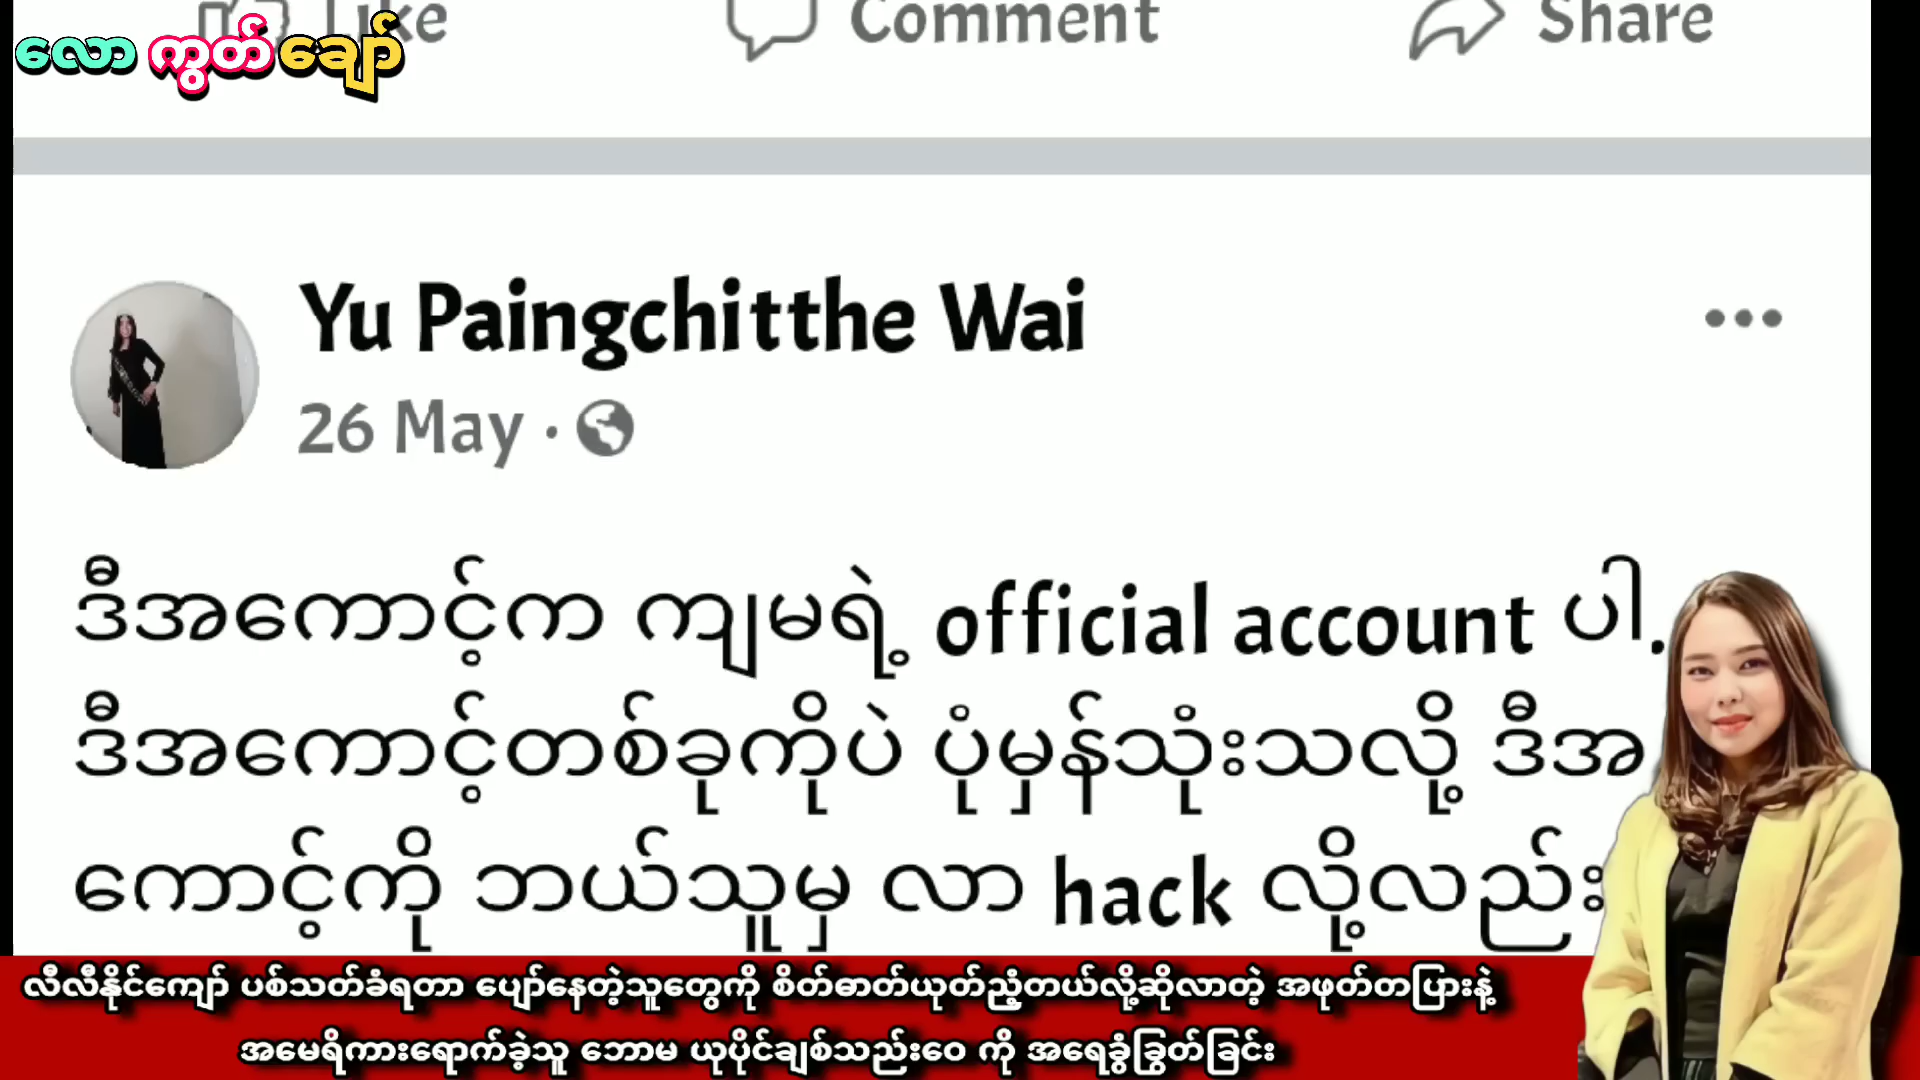 Like Comment Share
လော ကွတ် ချော်
Yu Paingchitthe Wai
26 May ·
ဒီအကောင့်က ကျမရဲ့ official account ပါ.
ဒီအကောင့်တစ်ခုကိုပဲ ပုံမှန်သုံးသလို့ ဒီအ
ကောင့်ကို ဘယ်သူမှ လာ hack လို့လည်း
လီလီနိုင်ကျော် ပစ်သတ်ခံရတာ ပျော်နေတဲ့သူတွေကို စိတ်ဓာတ်ယုတ်ညံ့တယ်လို့ဆိုလာတဲ့ အဖုတ်တပြားနဲ့
အမေရိကားရောက်ခဲ့သူ ဘောမ ယုပိုင်ချစ်သည်းဝေ ကို အရေခွံခြွတ်ခြင်း